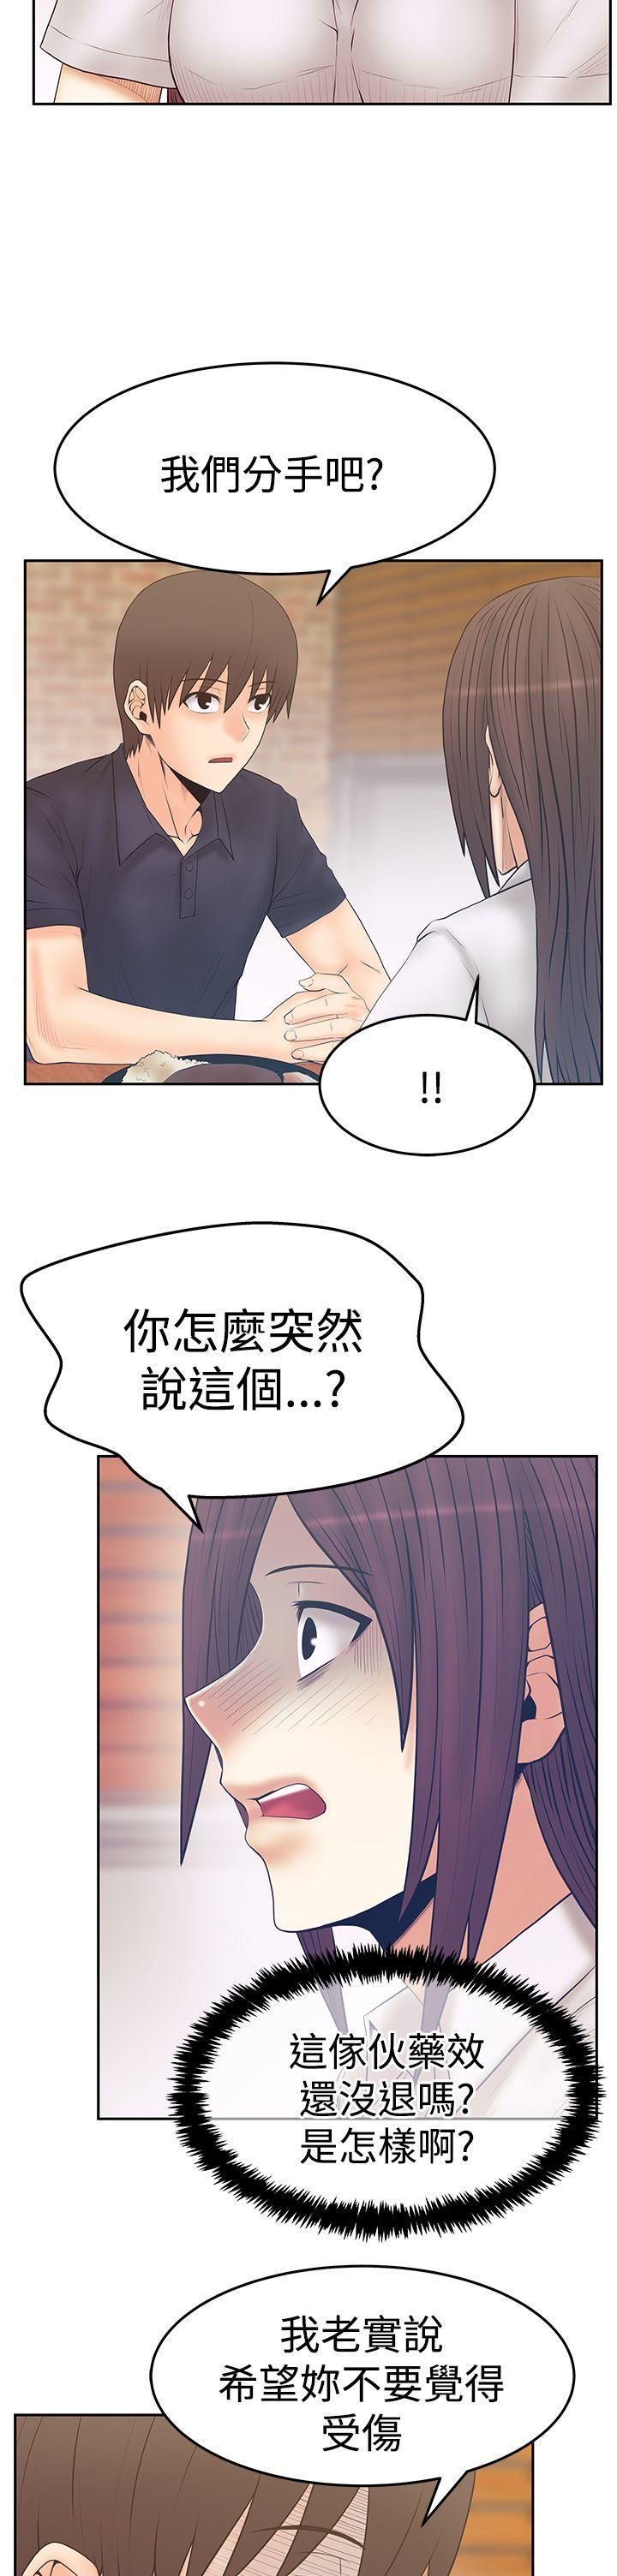 我們分手吧?
!!
你怎麼突然
說這個...?
這傢伙藥效
還沒退嗎?
是怎樣啊?
我老實說
希望妳不要覺得
受傷